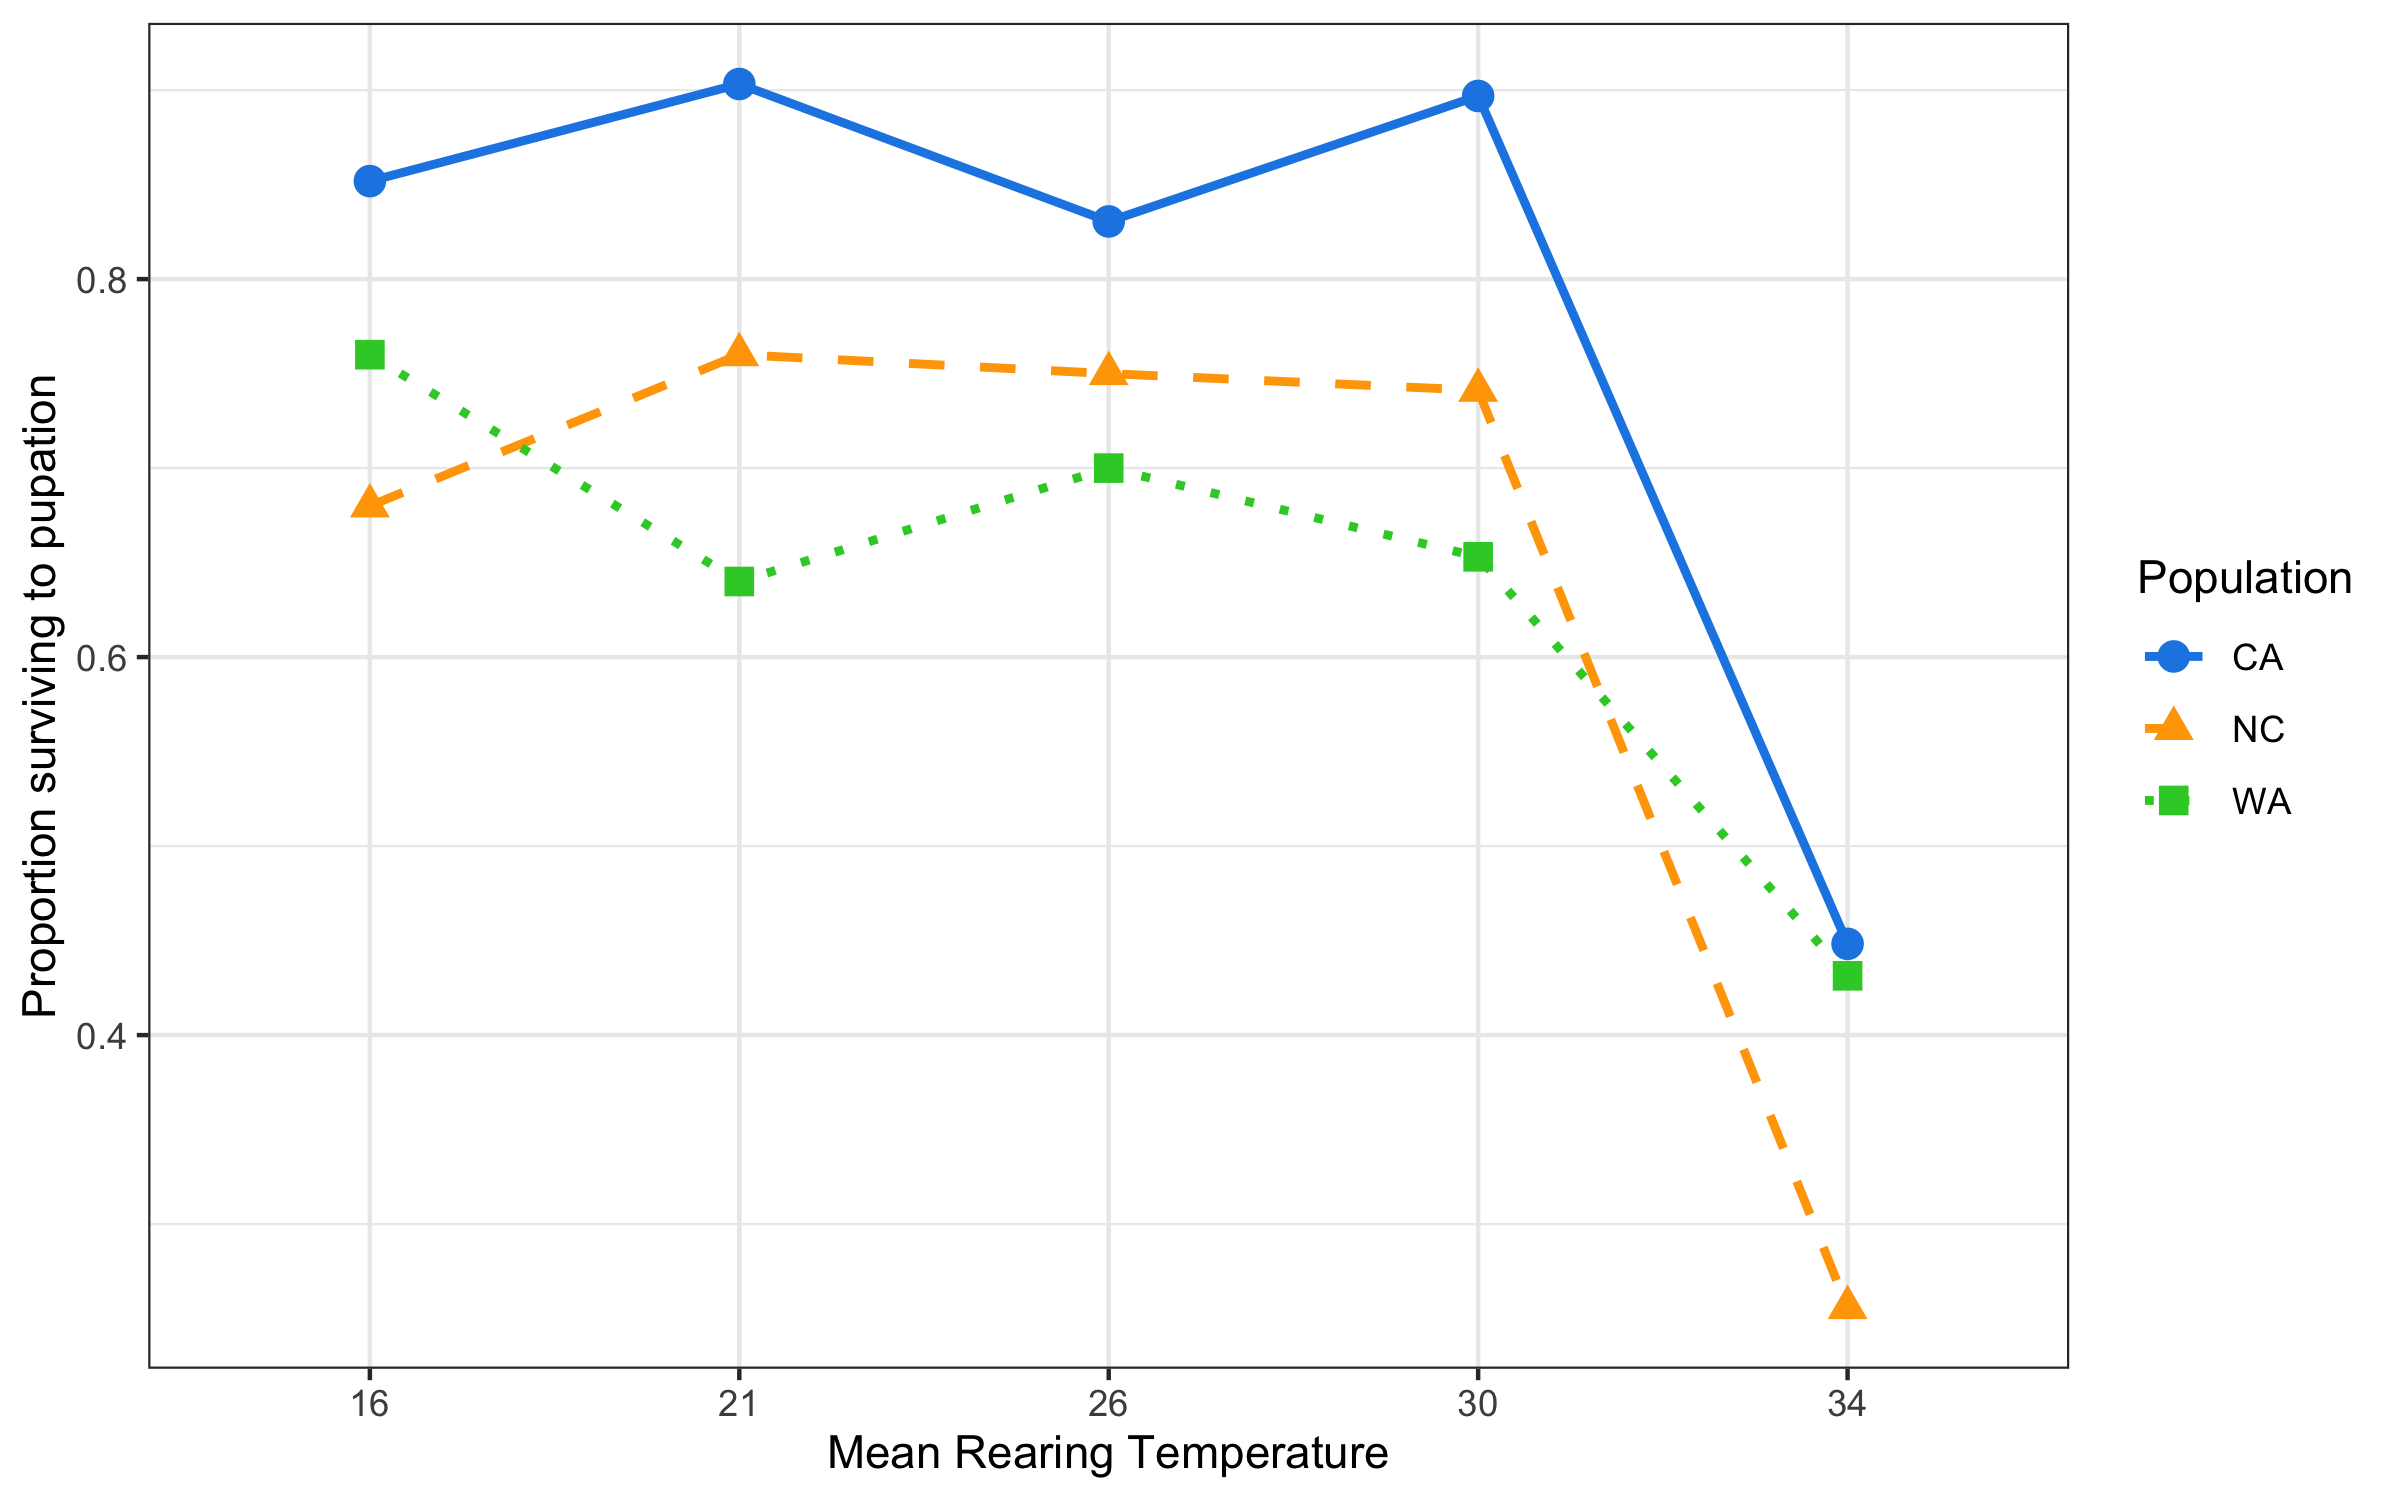 Proportion surviving to pupation
0.8
0.6
0.4
16 21 26 30 34
Mean Rearing Temperature
Population
CA
NC
WA